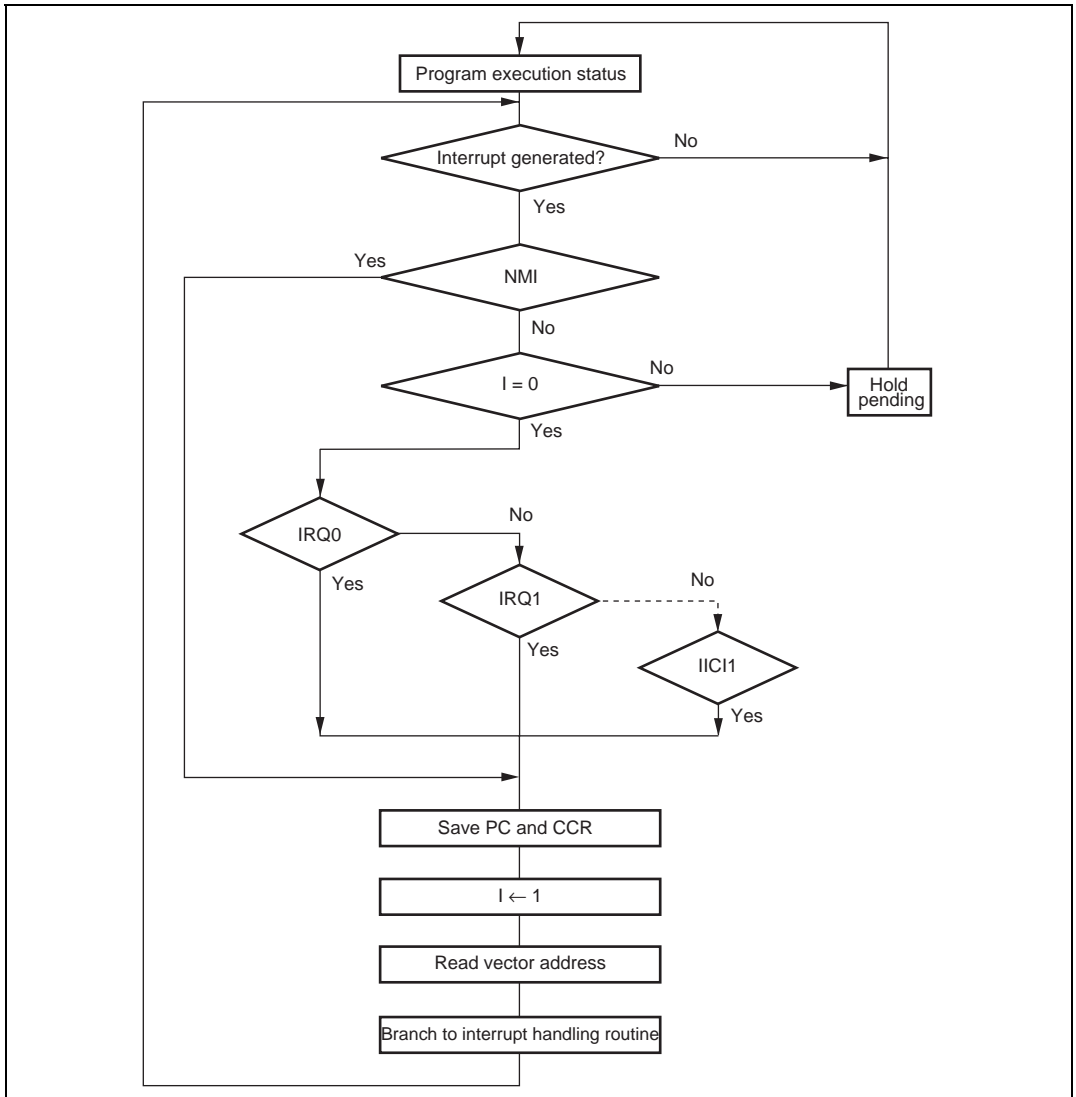 Program execution status
Interrupt generated?
No
Yes
Yes
NMI
No
I = 0
No
Hold
pending
Yes
IRQ0
No
Yes
IRQ1
No
Yes
IICI1
Yes
Save PC and CCR
I ← 1
Read vector address
Branch to interrupt handling routine